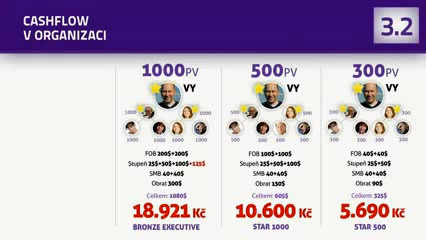 CASHFLOW
V ORGANIZACI
3.2
1000PV
VY
1000 1000
1000 1000 1000 1000
FOB 200$+200$
Stupeň 25$+50$+100$+125$
SMB 40$+40$
Obrat 300$
Celkem: 1080$
18.921 Kč
BRONZE EXECUTIVE
500PV
VY
500 500
500 500 500 500
FOB 100$+100$
Stupeň 25$+50$+100$
SMB 40$+40$
Obrat 150$
Celkem: 605$
10.600 Kč
STAR 1000
300PV
VY
300 300
300 300 300 300
FOB 40$+40$
Stupeň 25$+50$
SMB 40$+40$
Obrat 90$
Celkem: 325$
5.690 Kč
STAR 500